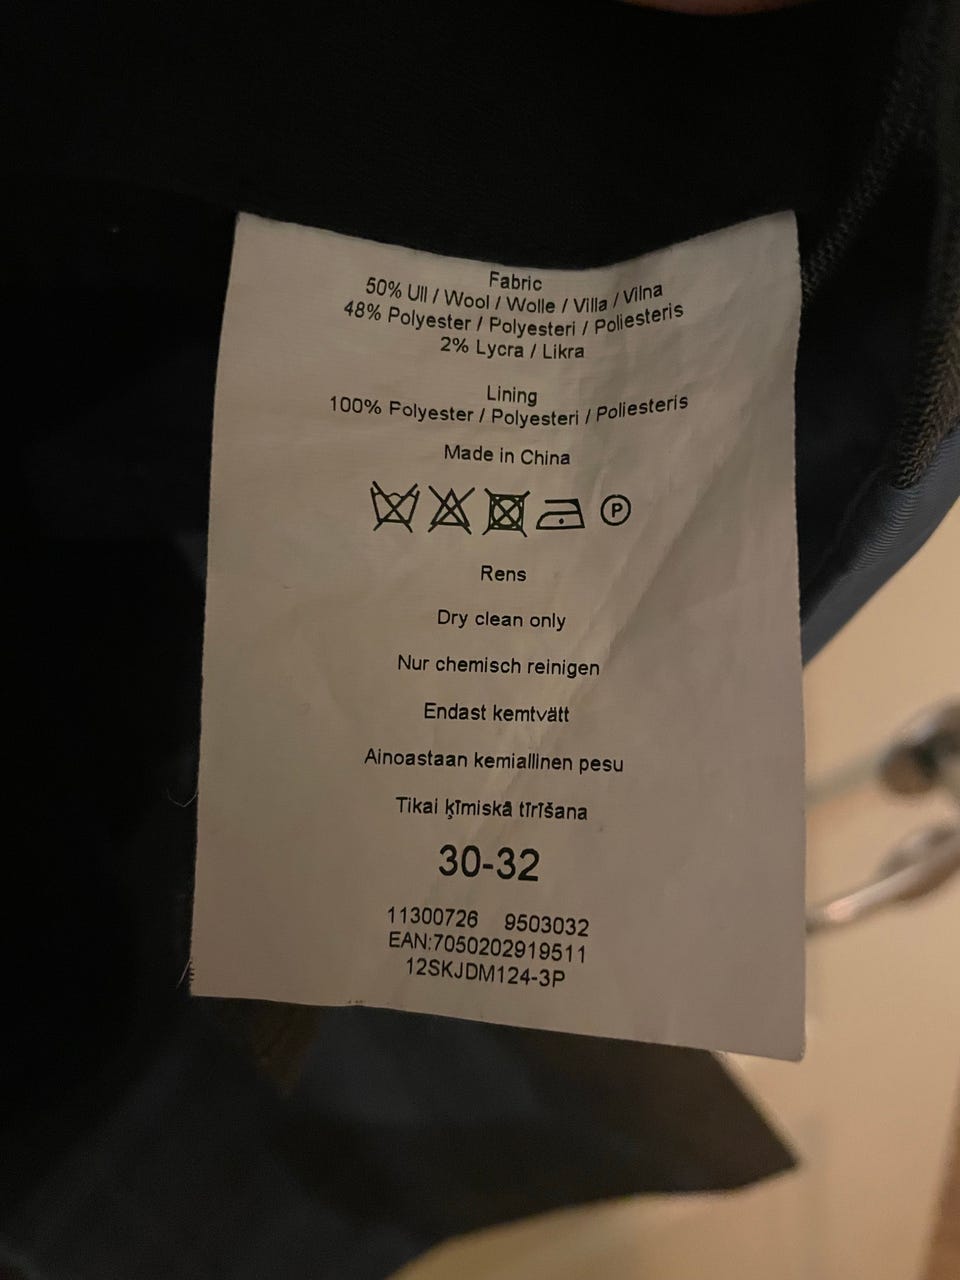 Fabric
50% Ull / Wool / Wolle / Villa / Vilna
48% Polyester / Polyesteri / Poliesteris
2% Lycra / Likra
Lining
100% Polyester / Polyesteri / Poliesteris
Made in China
P
Rens
Dry clean only
Nur chemisch reinigen
Endast kemtvätt
Ainoastaan kemiallinen pesu
Tikai ķīmiskā tīrīšana
30-32
11300726 9503032
EAN:7050202919511
12SKJDM124-3P